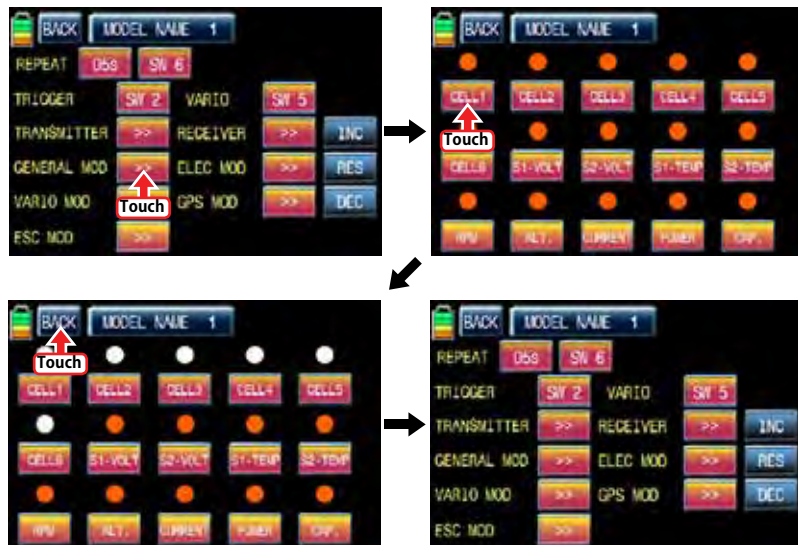 BACK MODEL NAME 1
REPEAT 05s SW 6
TRIGGER SW 2 VARIO SW 5
TRANSMITTER >> RECEIVER >> INC
GENERAL MOD >> ELEC MOD >> RES
VARIO MOD Touch GPS MOD >> DEC
ESC MOD >>
BACK MODEL NAME 1
CELL1 CELL2 CELL3 CELL4 CELL5
Touch
CELL6 S1-VOLT S2-VOLT S1-TEMP S2-TEMP
RPM ALT. CURRENT POWER CAP.
BACK MODEL NAME 1
Touch
CELL1 CELL2 CELL3 CELL4 CELL5
CELL6 S1-VOLT S2-VOLT S1-TEMP S2-TEMP
RPM ALT. CURRENT POWER CAP.
BACK MODEL NAME 1
REPEAT 05s SW 6
TRIGGER SW 2 VARIO SW 5
TRANSMITTER >> RECEIVER >> INC
GENERAL MOD >> ELEC MOD >> RES
VARIO MOD >> GPS MOD >> DEC
ESC MOD >>